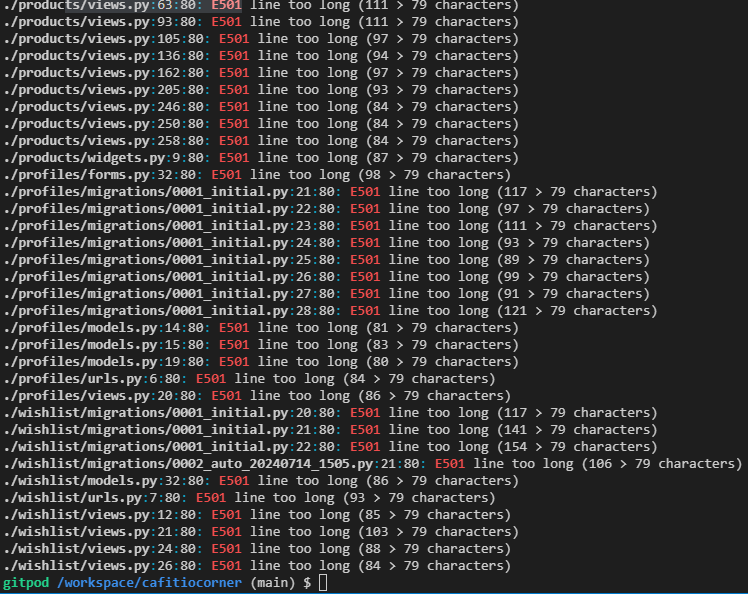 ./products/views.py:63:80: E501 line too long (111 > 79 characters)
./products/views.py:93:80: E501 line too long (111 > 79 characters)
./products/views.py:105:80: E501 line too long (97 > 79 characters)
./products/views.py:136:80: E501 line too long (94 > 79 characters)
./products/views.py:162:80: E501 line too long (97 > 79 characters)
./products/views.py:205:80: E501 line too long (93 > 79 characters)
./products/views.py:246:80: E501 line too long (84 > 79 characters)
./products/views.py:250:80: E501 line too long (84 > 79 characters)
./products/views.py:258:80: E501 line too long (84 > 79 characters)
./products/widgets.py:9:80: E501 line too long (87 > 79 characters)
./profiles/forms.py:32:80: E501 line too long (98 > 79 characters)
./profiles/migrations/0001_initial.py:21:80: E501 line too long (117 > 79 characters)
./profiles/migrations/0001_initial.py:22:80: E501 line too long (97 > 79 characters)
./profiles/migrations/0001_initial.py:23:80: E501 line too long (111 > 79 characters)
./profiles/migrations/0001_initial.py:24:80: E501 line too long (93 > 79 characters)
./profiles/migrations/0001_initial.py:25:80: E501 line too long (89 > 79 characters)
./profiles/migrations/0001_initial.py:26:80: E501 line too long (99 > 79 characters)
./profiles/migrations/0001_initial.py:27:80: E501 line too long (91 > 79 characters)
./profiles/migrations/0001_initial.py:28:80: E501 line too long (121 > 79 characters)
./profiles/models.py:14:80: E501 line too long (81 > 79 characters)
./profiles/models.py:15:80: E501 line too long (83 > 79 characters)
./profiles/models.py:19:80: E501 line too long (80 > 79 characters)
./profiles/urls.py:6:80: E501 line too long (84 > 79 characters)
./profiles/views.py:20:80: E501 line too long (86 > 79 characters)
./wishlist/migrations/0001_initial.py:20:80: E501 line too long (117 > 79 characters)
./wishlist/migrations/0001_initial.py:21:80: E501 line too long (141 > 79 characters)
./wishlist/migrations/0001_initial.py:22:80: E501 line too long (154 > 79 characters)
./wishlist/migrations/0002_auto_20240714_1505.py:21:80: E501 line too long (106 > 79 characters)
./wishlist/models.py:32:80: E501 line too long (86 > 79 characters)
./wishlist/urls.py:7:80: E501 line too long (93 > 79 characters)
./wishlist/views.py:12:80: E501 line too long (85 > 79 characters)
./wishlist/views.py:21:80: E501 line too long (103 > 79 characters)
./wishlist/views.py:24:80: E501 line too long (88 > 79 characters)
./wishlist/views.py:26:80: E501 line too long (84 > 79 characters)
gitpod /workspace/cafitiocorner (main) $